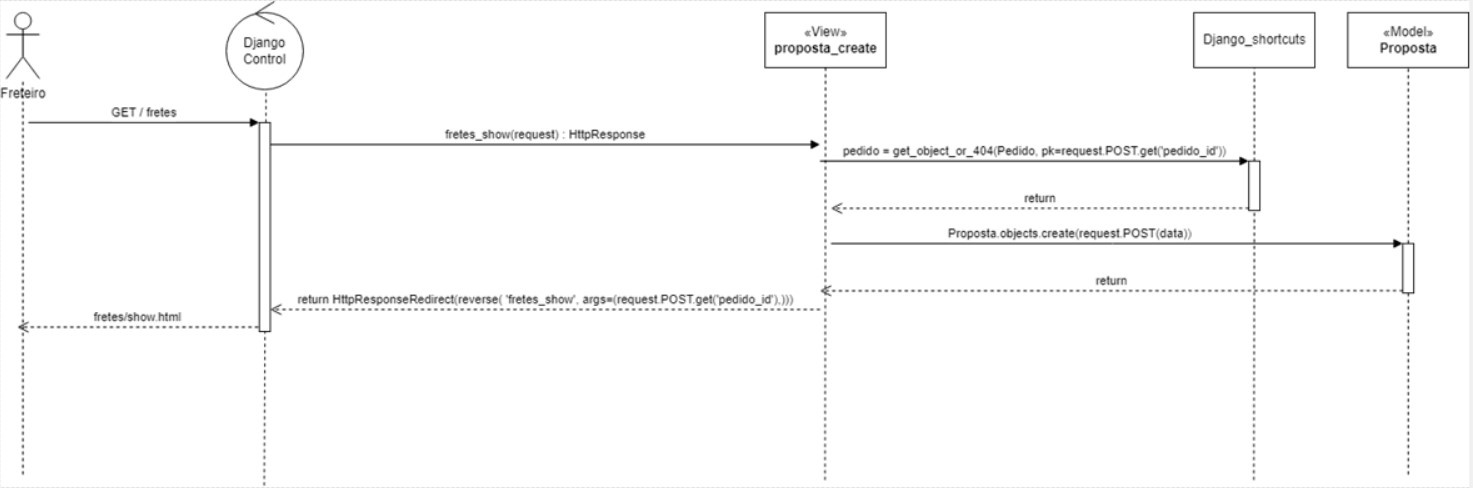 Django
Control
«View»
proposta_create
Django_shortcuts
«Model»
Proposta
Freteiro
GET / fretes
fretes_show(request) : HttpResponse
pedido = get_object_or_404(Pedido, pk=request.POST.get('pedido_id'))
return
Proposta.objects.create(request.POST(data))
return
return HttpResponseRedirect(reverse( 'fretes_show', args=(request.POST.get('pedido_id'),)))
fretes/show.html